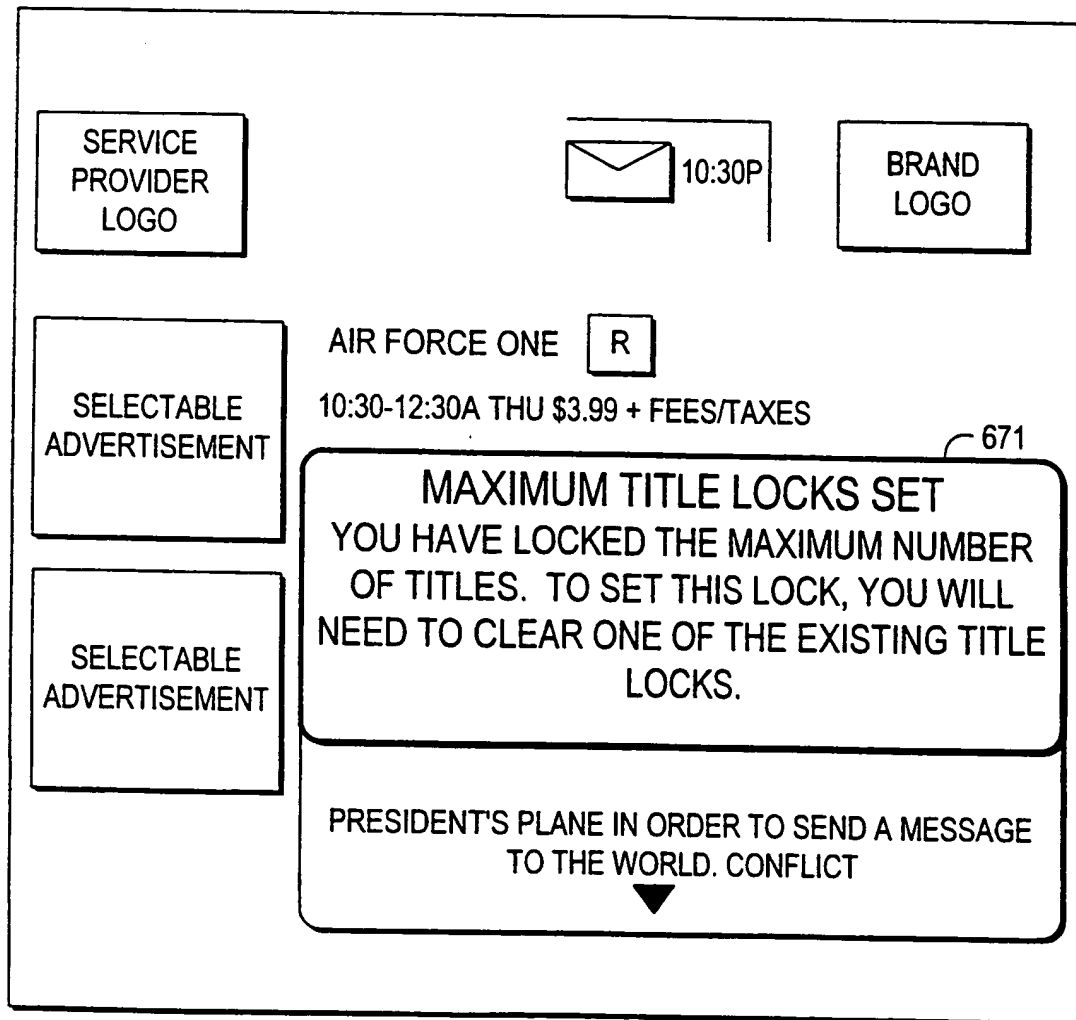 SERVICE
PROVIDER
LOGO
10:30P
BRAND
LOGO
AIR FORCE ONE R
10:30-12:30A THU $3.99 + FEES/TAXES
SELECTABLE
ADVERTISEMENT
671
MAXIMUM TITLE LOCKS SET
YOU HAVE LOCKED THE MAXIMUM NUMBER
OF TITLES. TO SET THIS LOCK, YOU WILL
NEED TO CLEAR ONE OF THE EXISTING TITLE
LOCKS.
SELECTABLE
ADVERTISEMENT
PRESIDENT'S PLANE IN ORDER TO SEND A MESSAGE
TO THE WORLD. CONFLICT